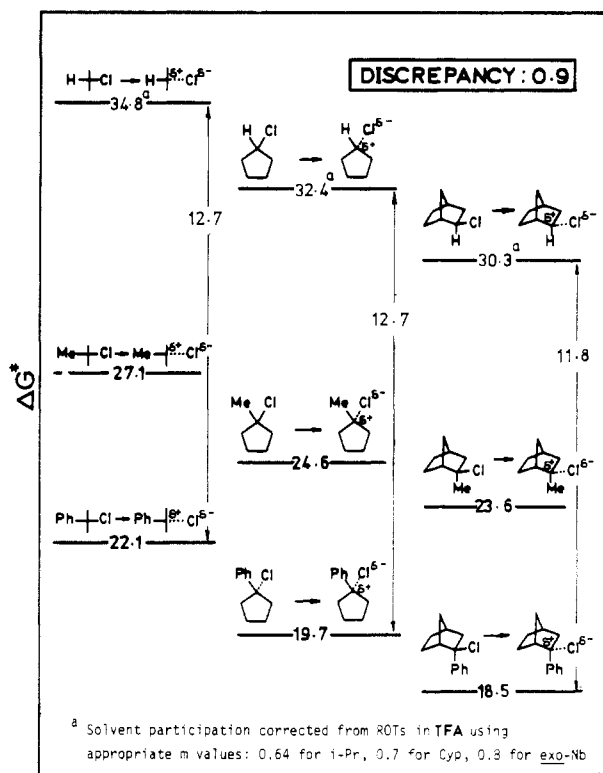 DISCREPANCY: 0.9
ΔG*
H Cl → H δ+ Cl δ-
34.8 a
H Cl → H Cl δ- δ+
32.4 a
Cl H → δ+ Cl δ- H
30.3 a
12.7
12.7
11.8
Me Cl → Me δ+ Cl δ-
27.1
Me Cl → Me Cl δ- δ+
24.6
Cl Me → δ+ Cl δ- Me
23.6
Ph Cl → Ph δ+ Cl δ-
22.1
Ph Cl → Ph Cl δ- δ+
19.7
Cl Ph → δ+ Cl δ- Ph
18.5
a Solvent participation corrected from ROTs in TFA using
appropriate m values: 0.64 for i-Pr, 0.7 for Cyp, 0.8 for exo-Nb